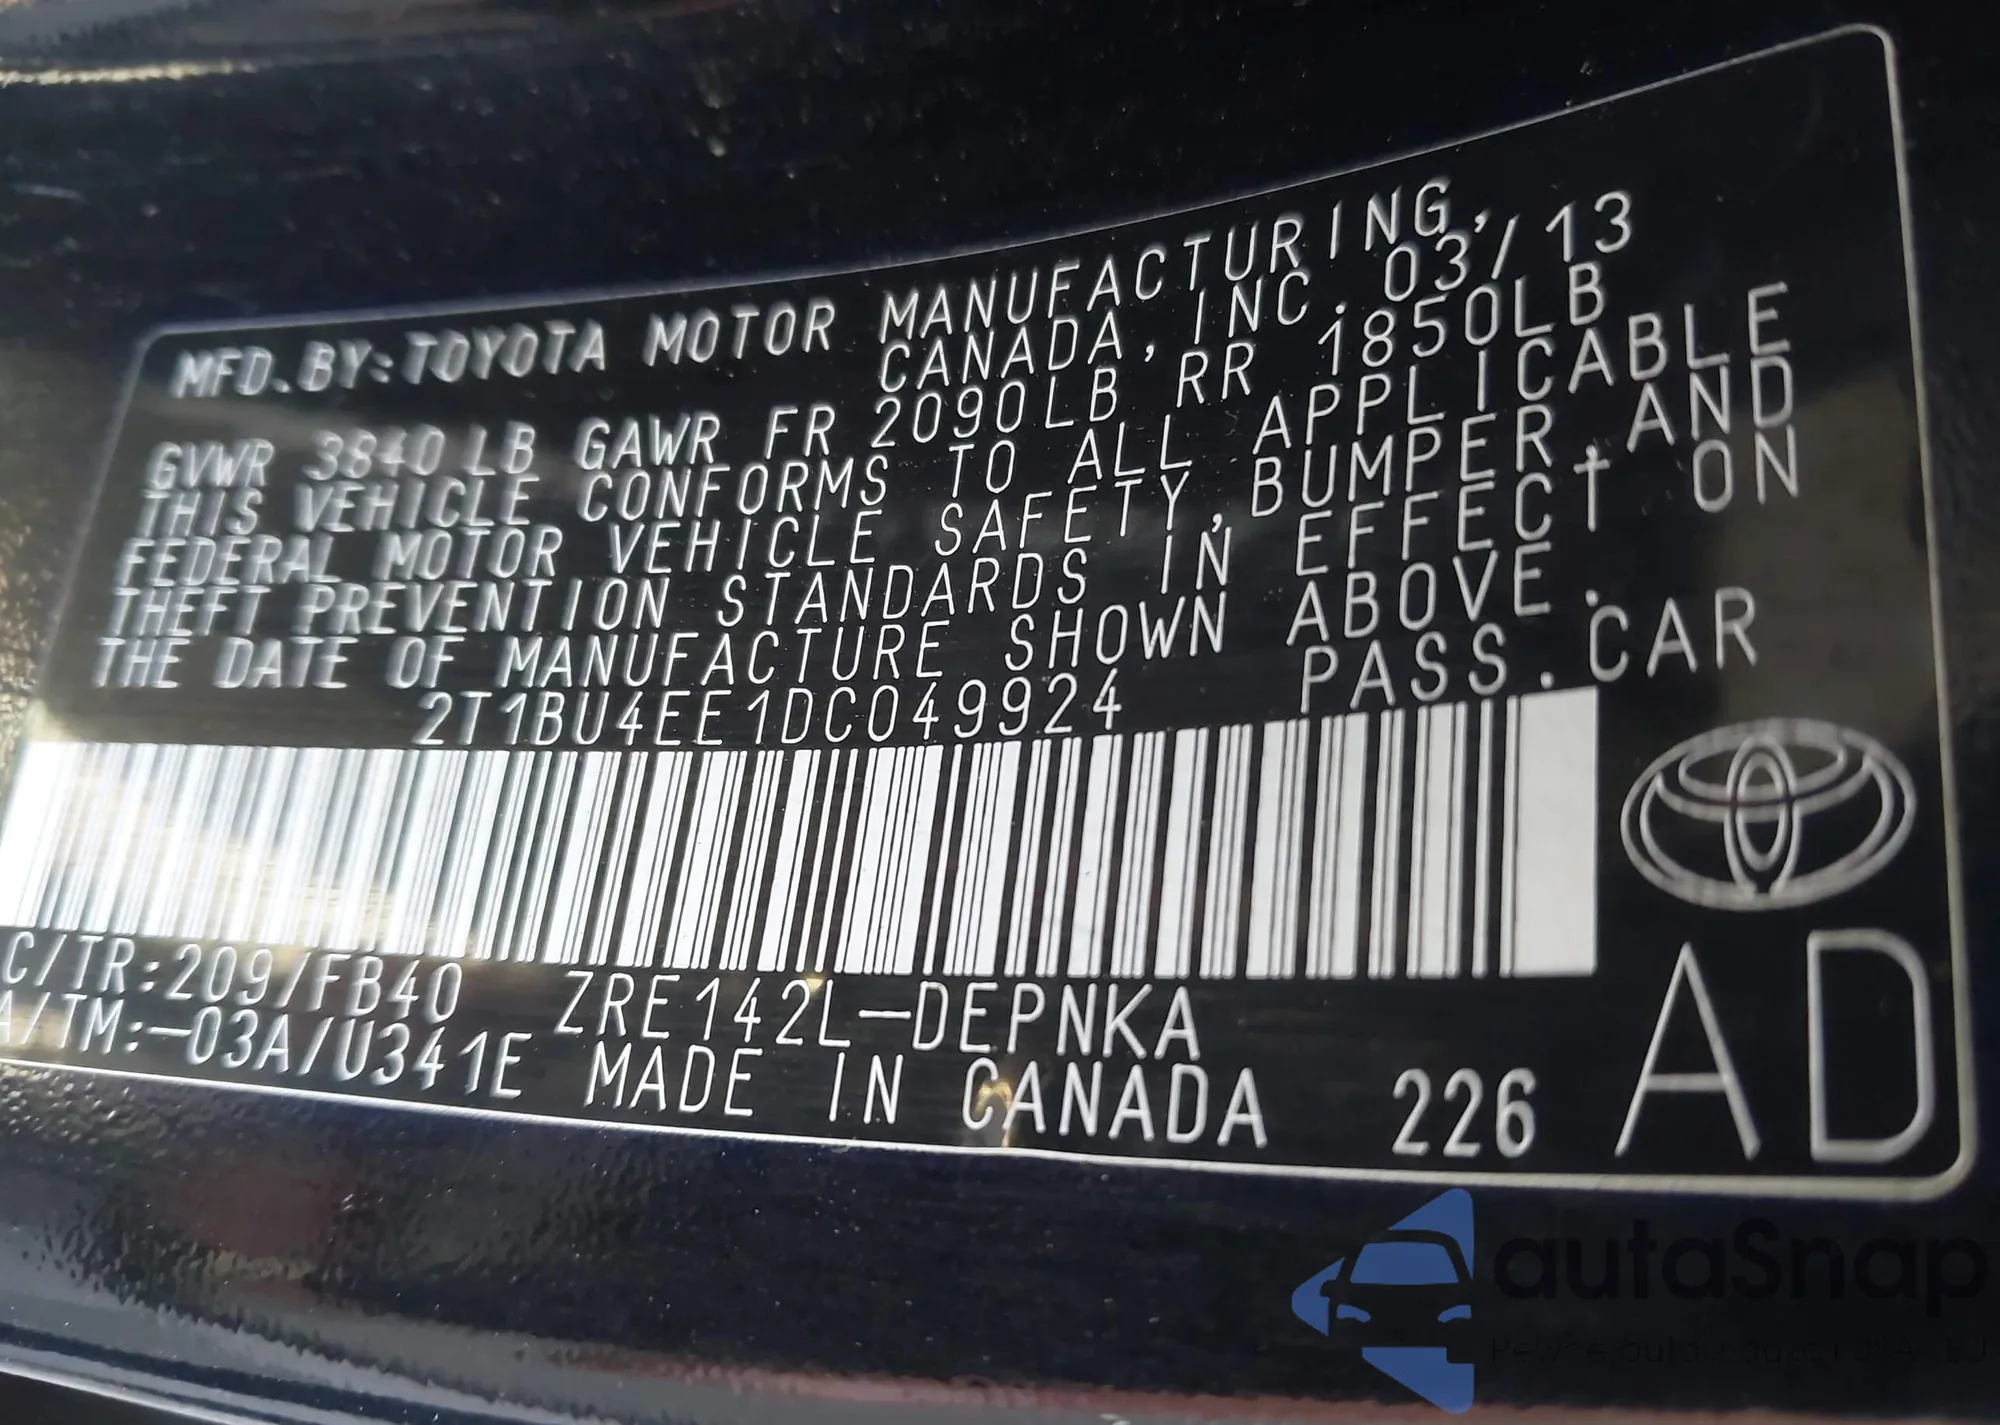 MFD.BY:TOYOTA MOTOR MANUFACTURING,
CANADA, INC. 03/13
GVWR 3840LB GAWR FR 2090LB RR 1850LB
THIS VEHICLE CONFORMS TO ALL APPLICABLE
FEDERAL MOTOR VEHICLE SAFETY,BUMPER,AND
THEFT PREVENTION STANDARDS IN EFFECT ON
THE DATE OF MANUFACTURE SHOWN ABOVE.
2T1BU4EE1DC049924 PASS.CAR
C/TR:209/FB40 ZRE142L-DEPNKA
A/TM:-03A/U341E MADE IN CANADA 226
AD
autoSnap